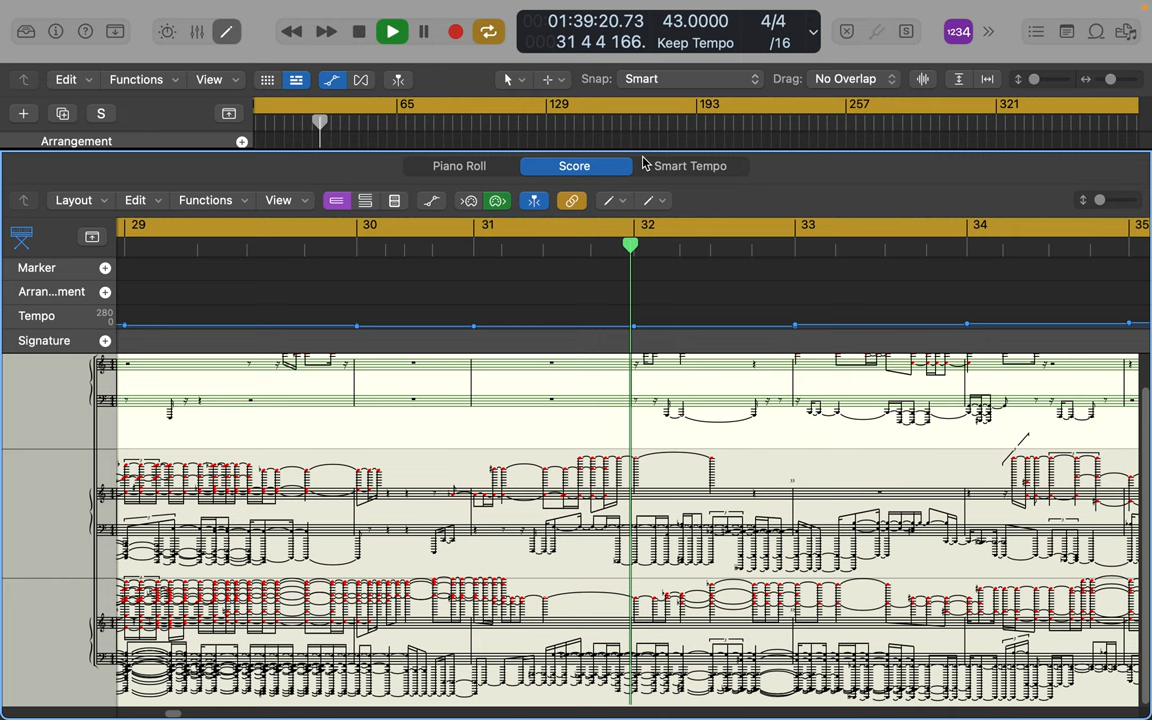 01:39:20.73 43.0000 4/4
31 4 4 166. Keep Tempo /16
1234
Edit Functions View Snap: Smart Drag: No Overlap
65 129 193 257 321
Arrangement
Piano Roll Score Smart Tempo
Layout Edit Functions View
29 30 31 32 33 34 35
Marker
Arran...ment
Tempo 280
0
Signature